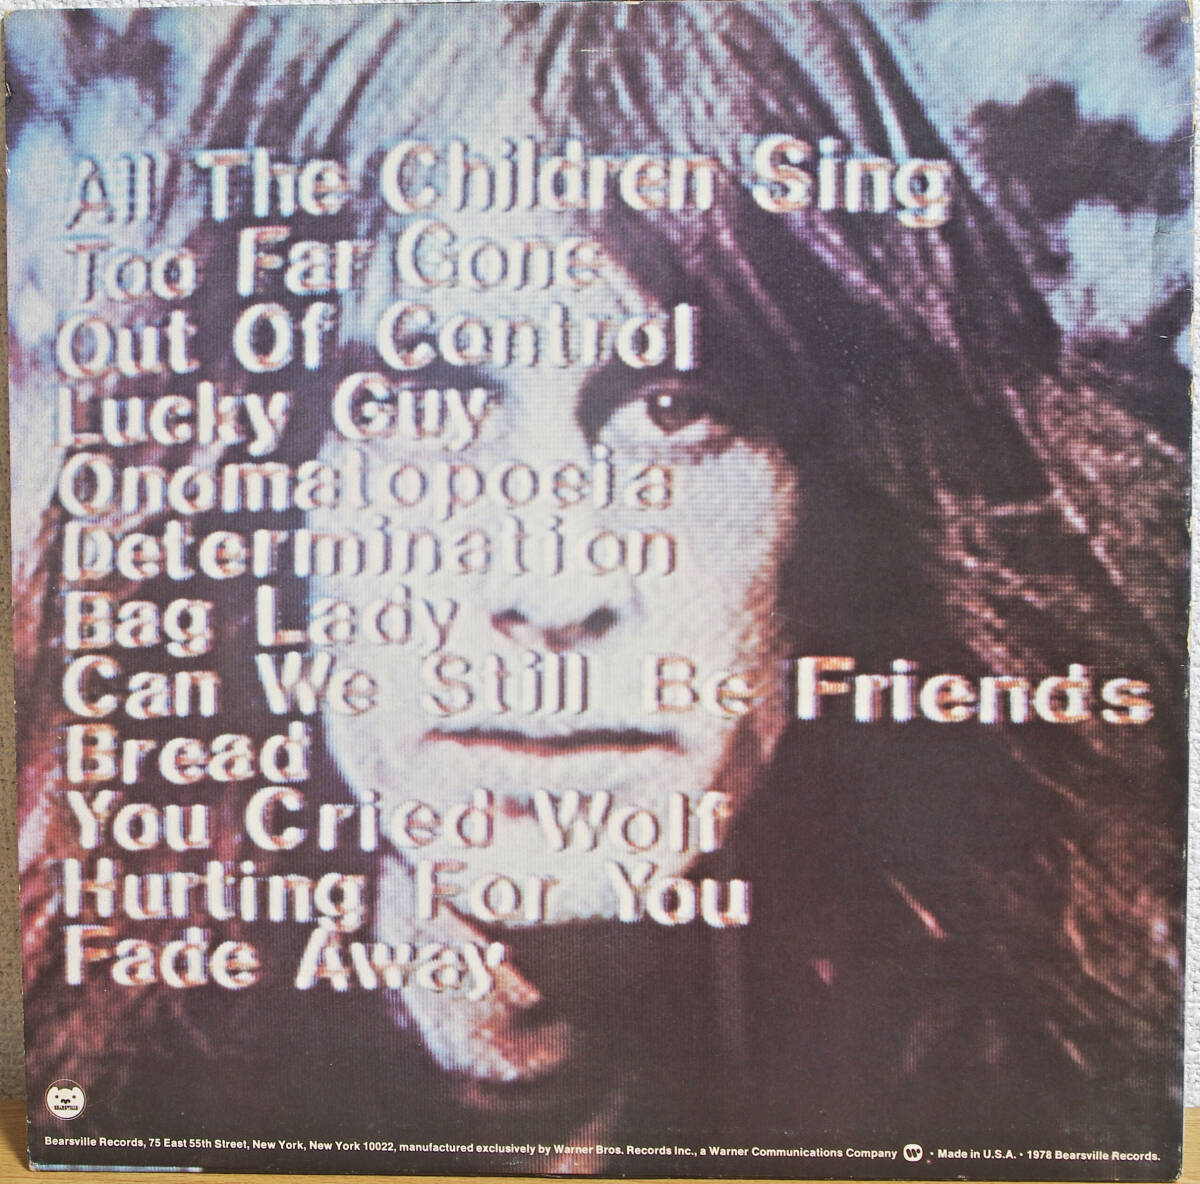 All The Children Sing
Too Far Gone
Out Of Control
Lucky Guy
Onomatopoeia
Determination
Bag Lady
Can We Still Be Friends
Bread
You Cried Wolf
Hurting For You
Fade Away
BEARSVILLE
Bearsville Records, 75 East 55th Street, New York, New York 10022, manufactured exclusively by Warner Bros. Records Inc., a Warner Communications Company W • Made in U.S.A. • 1978 Bearsville Records.